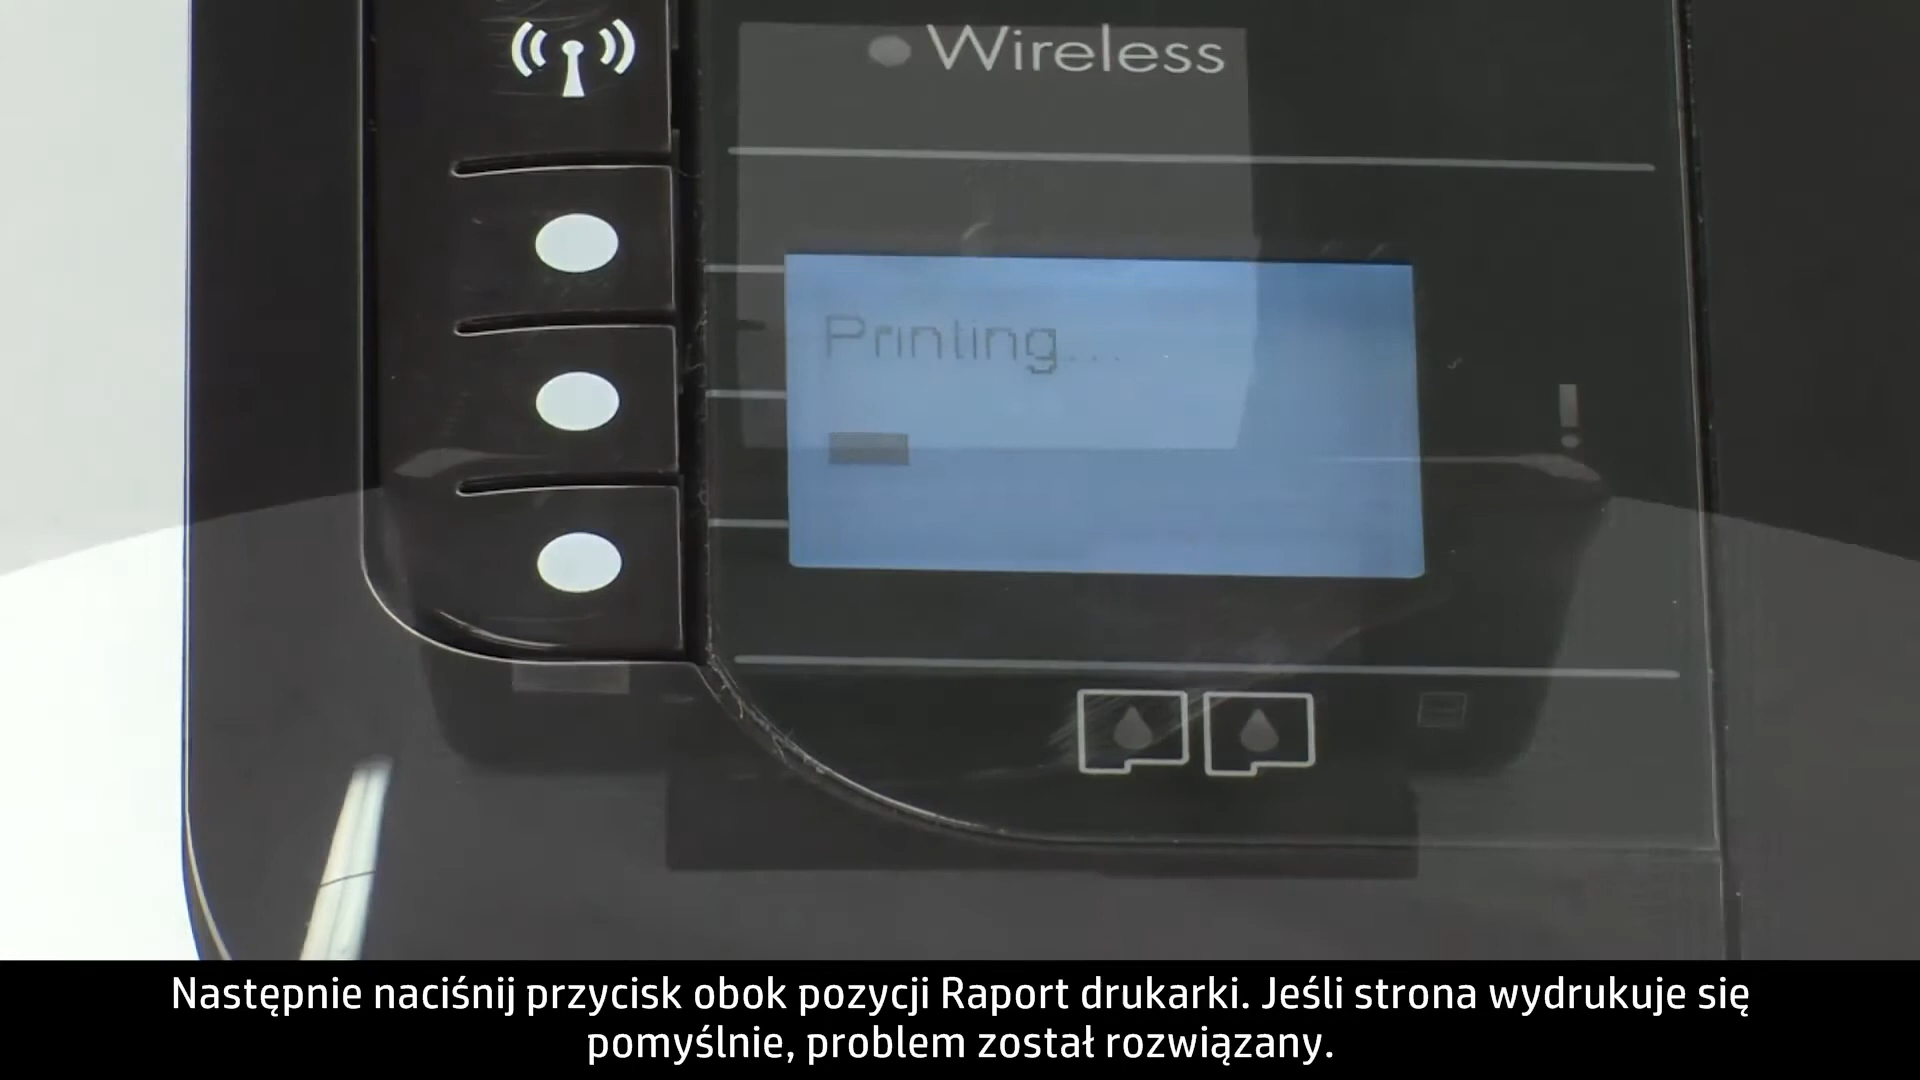 Wireless
Printing...
Następnie naciśnij przycisk obok pozycji Raport drukarki. Jeśli strona wydrukuje się
pomyślnie, problem został rozwiązany.